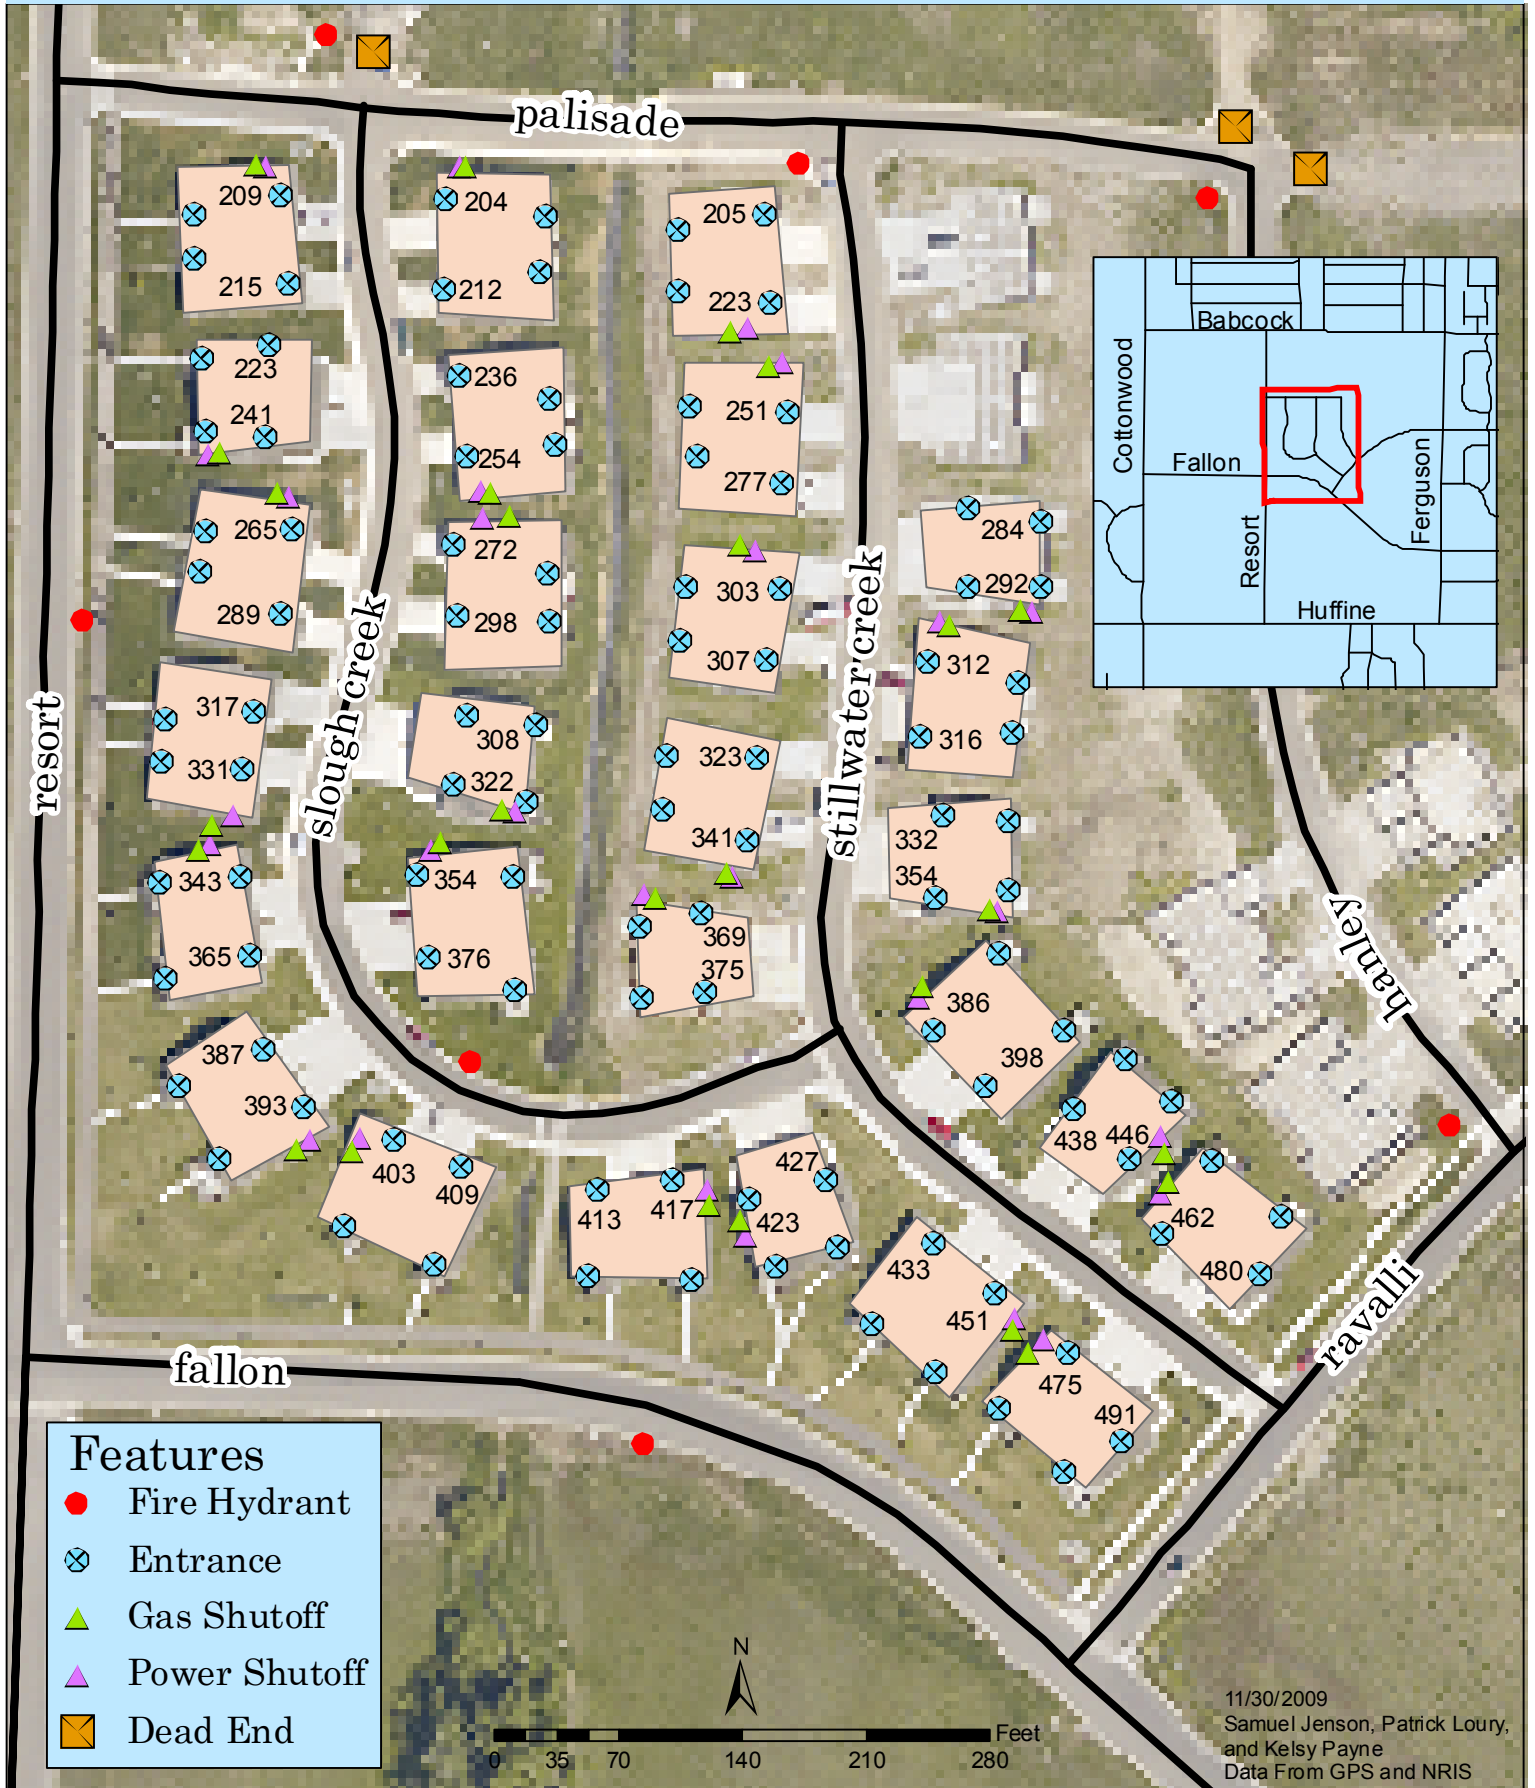 palisade
209
204
205
215
212
223
223
236
241
251
254
277
265
272
284
289
298
303
292
307
312
317
308
316
331
322
323
341
332
343
354
354
365
376
369
375
386
387
398
393
403
409
413
417
427
423
438
446
433
462
451
480
475
491
resort
slough creek
stillwater creek
hanley
ravalli
fallon
Babcock
Cottonwood
Fallon
Ferguson
Resort
Huffine
Features
Fire Hydrant
Entrance
Gas Shutoff
Power Shutoff
Dead End
N
Feet
0 35 70 140 210 280
11/30/2009
Samuel Jenson, Patrick Loury,
and Kelsy Payne
Data From GPS and NRIS